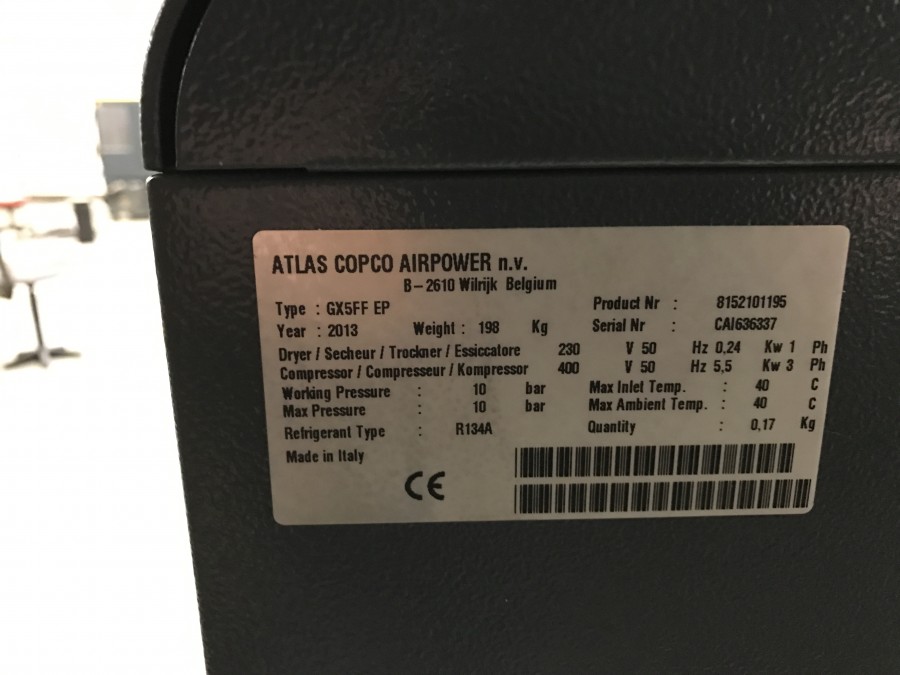 ATLAS COPCO AIRPOWER n.v.
B-2610 Wilrijk Belgium
Type : GX5FF EP Product Nr : 8152101195
Year : 2013 Weight : 198 Kg Serial Nr : CAI636337
Dryer / Secheur / Trockner / Essiccatore 230 V 50 Hz 0,24 Kw 1 Ph
Compressor / Compresseur / Kompressor 400 V 50 Hz 5,5 Kw 3 Ph
Working Pressure : 10 bar Max Inlet Temp. : 40 C
Max Pressure : 10 bar Max Ambient Temp. : 40 C
Refrigerant Type : R134A Quantity : 0,17 Kg
Made in Italy
CE